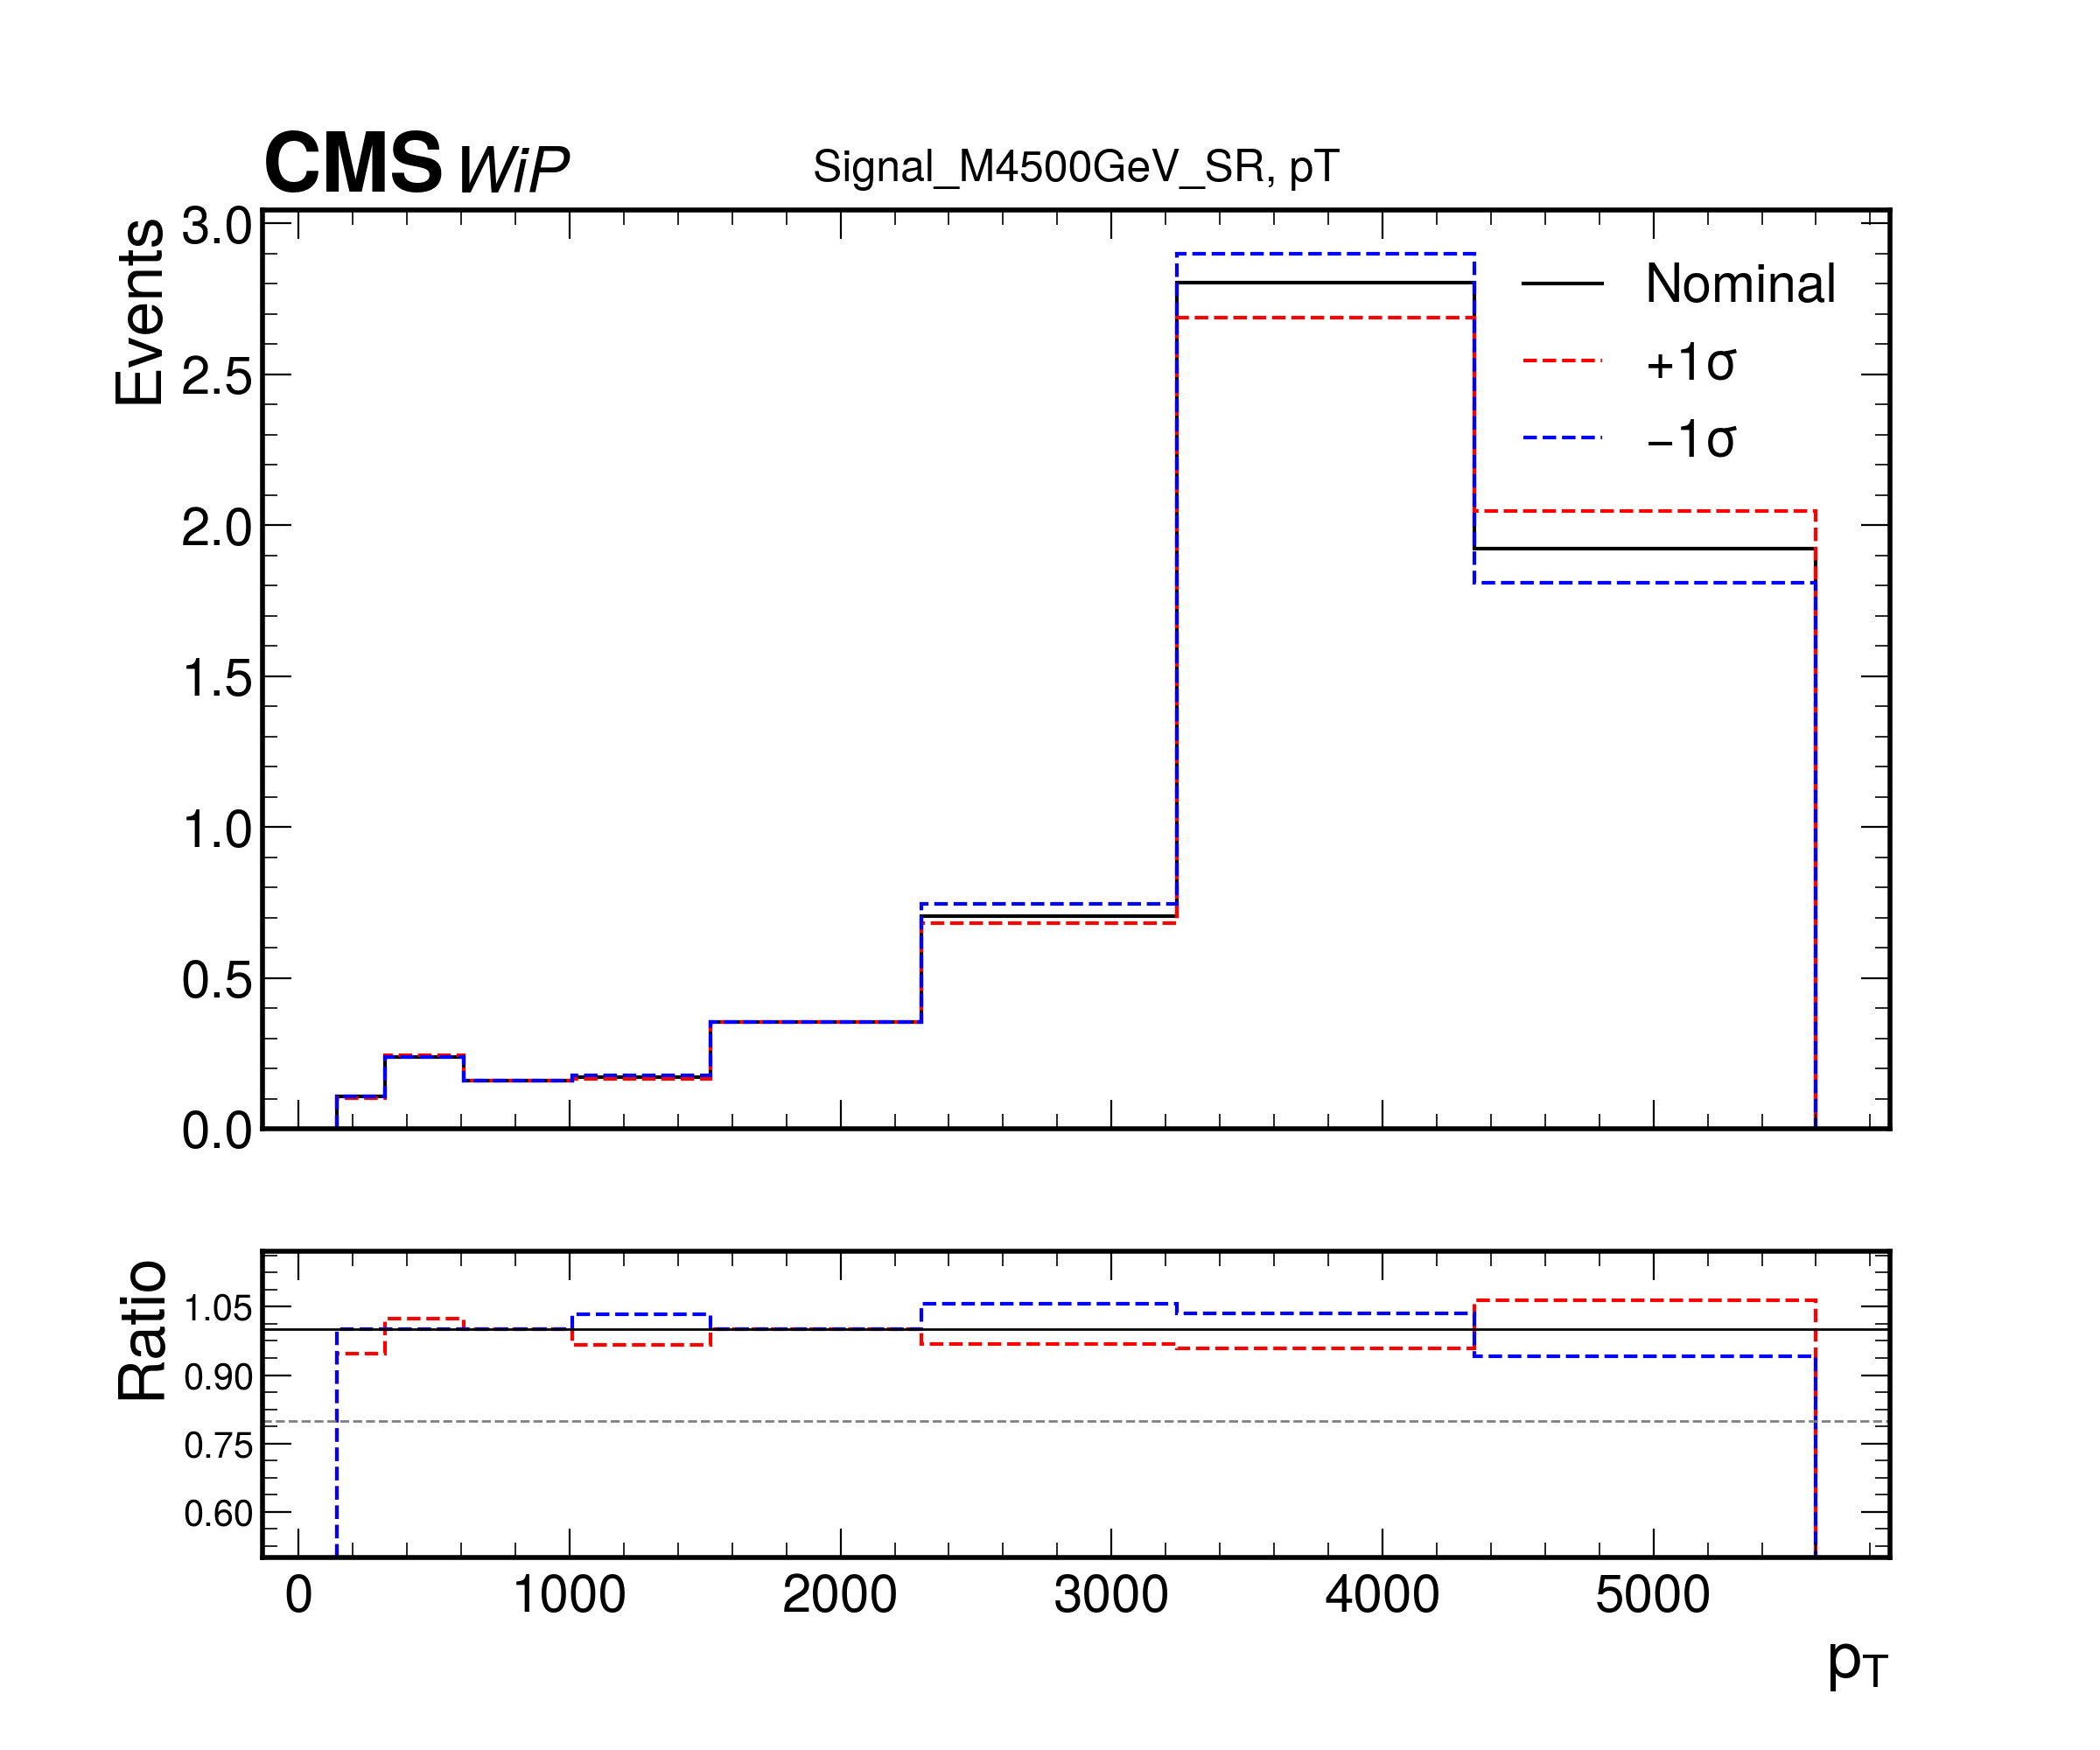 CMS WiP
Signal_M4500GeV_SR, pT
Events
3.0
2.5
2.0
1.5
1.0
0.5
0.0
Nominal
+1σ
−1σ
Ratio
1.05
0.90
0.75
0.60
0 1000 2000 3000 4000 5000
pT